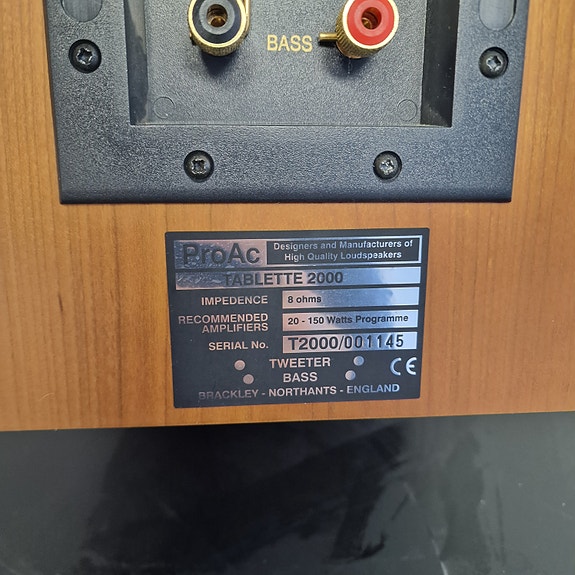 BASS
ProAc
Designers and Manufacturers of
High Quality Loudspeakers
TABLETTE 2000
IMPEDENCE
8 ohms
RECOMMENDED
AMPLIFIERS
20 - 150 Watts Programme
SERIAL No.
T2000/001145
TWEETER
BASS
CE
BRACKLEY - NORTHANTS - ENGLAND